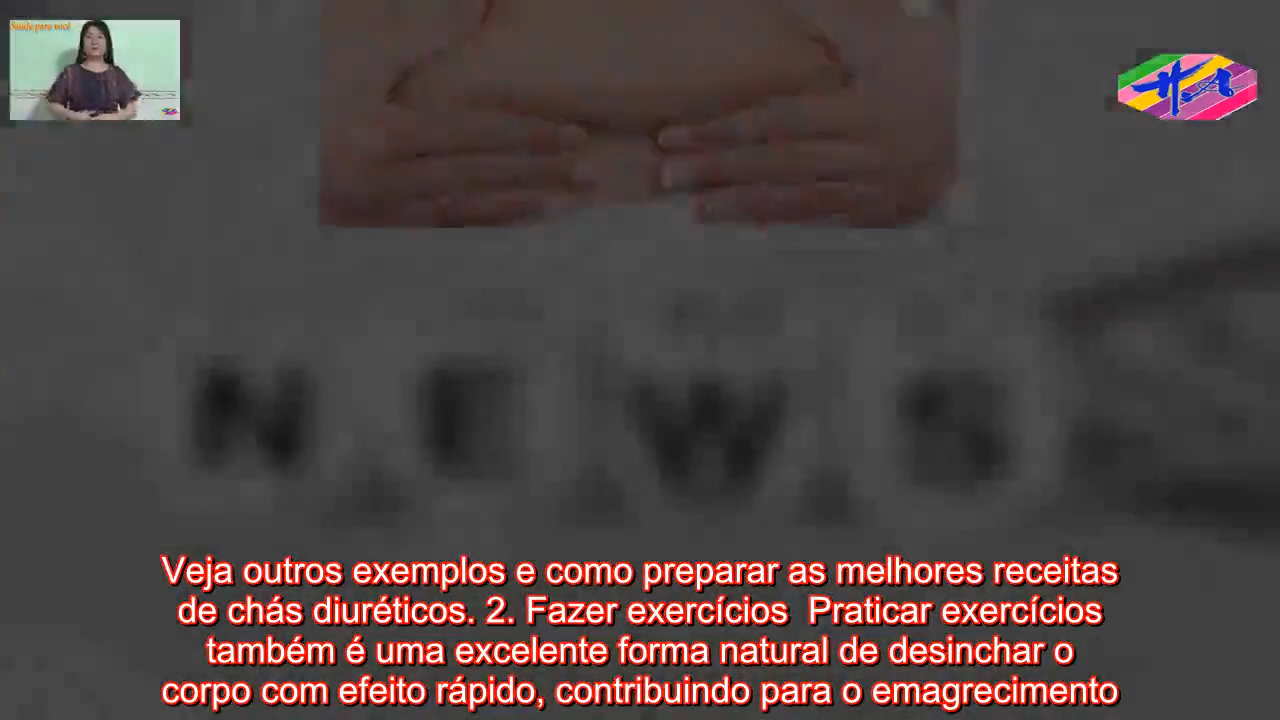 Saúde para você
N E W S
Veja outros exemplos e como preparar as melhores receitas
de chás diuréticos. 2. Fazer exercícios  Praticar exercícios
também é uma excelente forma natural de desinchar o
corpo com efeito rápido, contribuindo para o emagrecimento